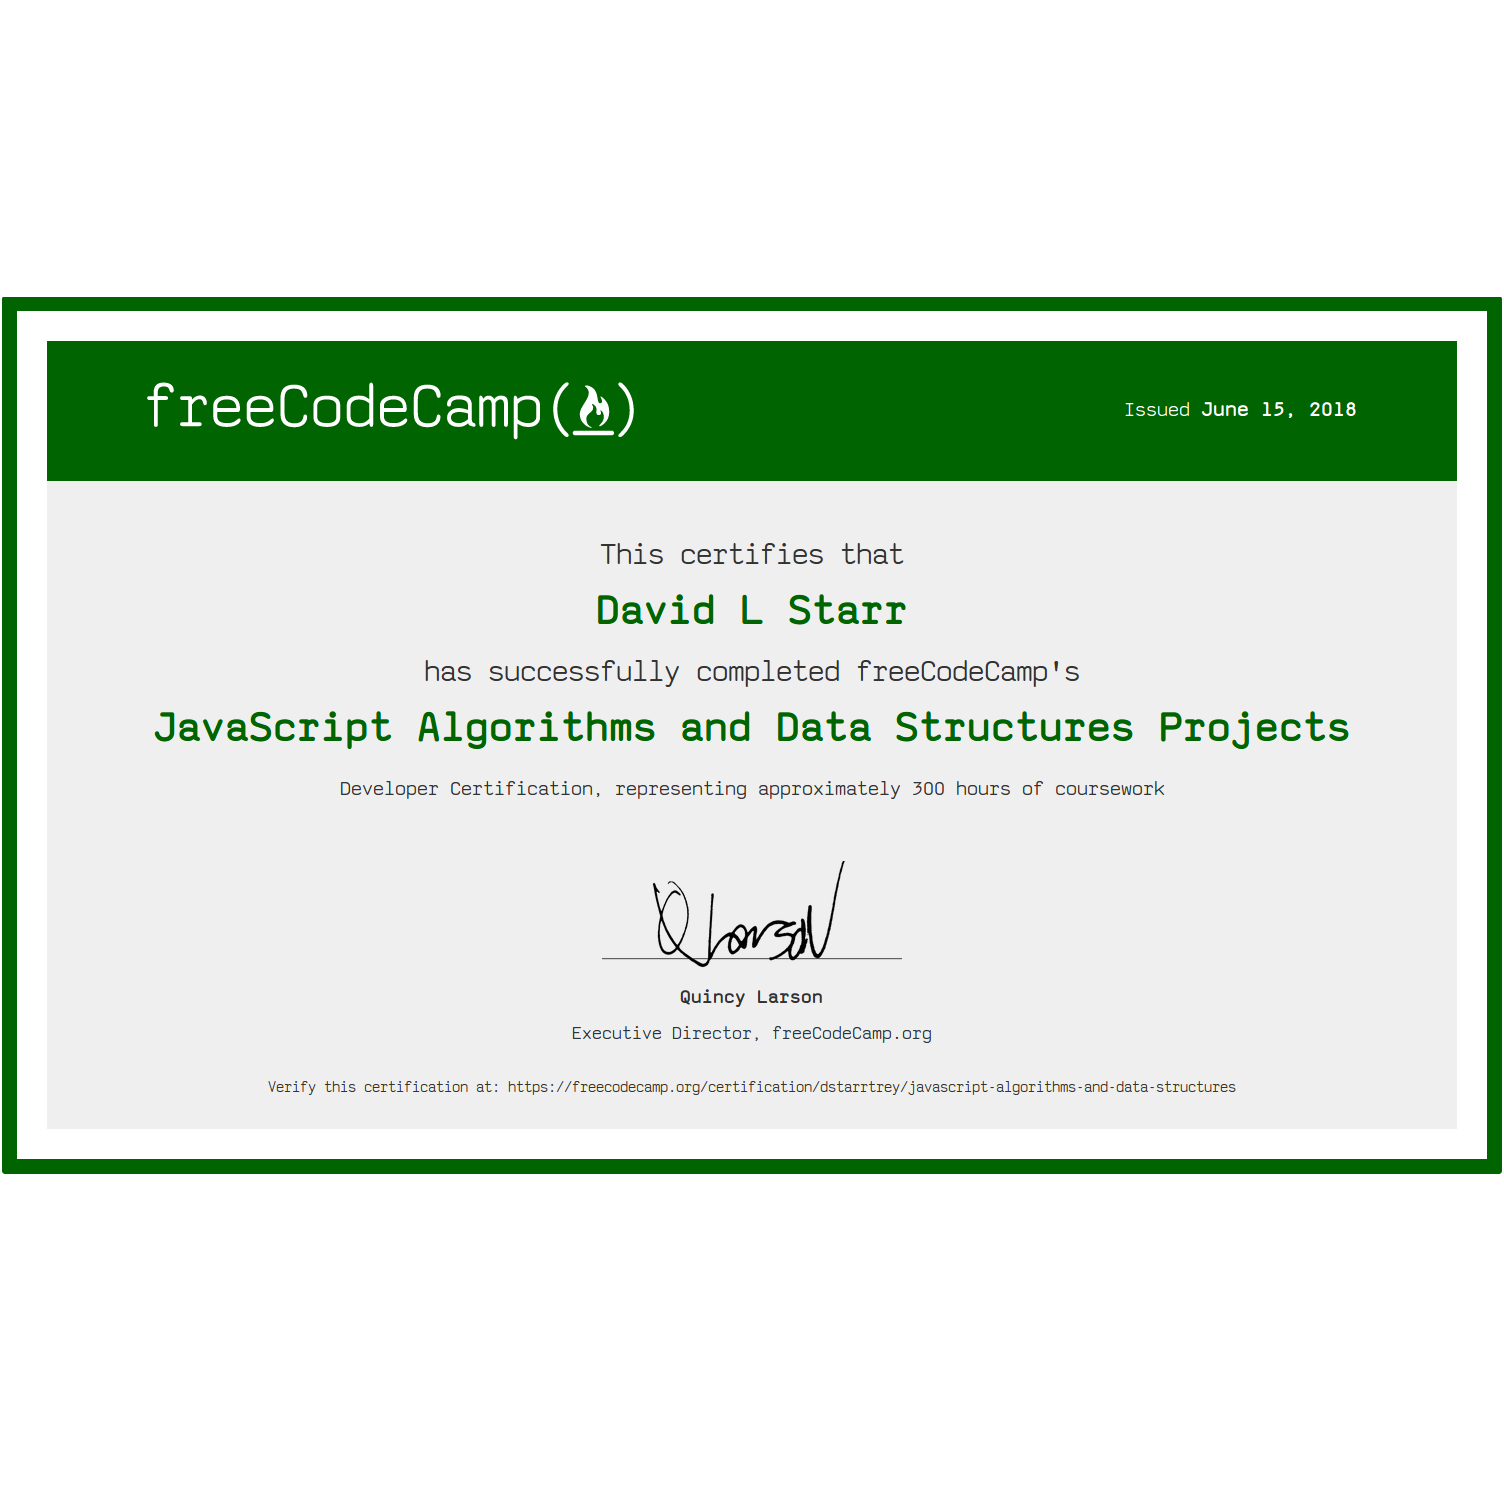 freeCodeCamp(🔥)
Issued June 15, 2018
This certifies that
David L Starr
has successfully completed freeCodeCamp's
JavaScript Algorithms and Data Structures Projects
Developer Certification, representing approximately 300 hours of coursework
Q Larson
Quincy Larson
Executive Director, freeCodeCamp.org
Verify this certification at: https://freecodecamp.org/certification/dstarrtrey/javascript-algorithms-and-data-structures